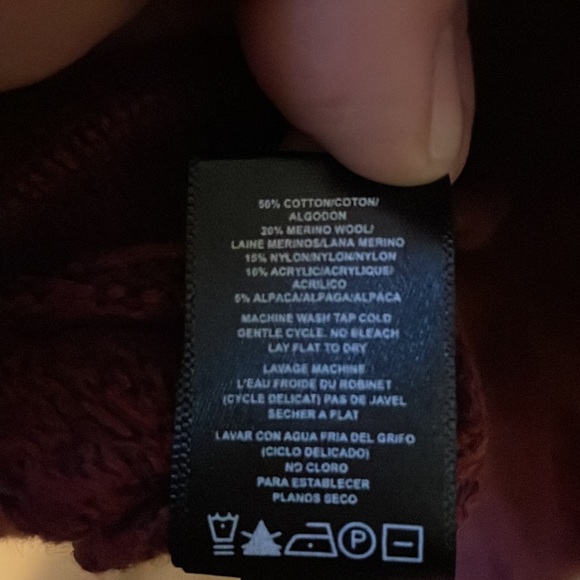 50% COTTON/COTON/
ALGODON
20% MERINO WOOL/
LAINE MERINOS/LANA MERINO
15% NYLON/NYLON/NYLON
10% ACRYLIC/ACRYLIQUE/
ACRILICO
5% ALPACA/ALPAGA/ALPACA
MACHINE WASH TAP COLD
GENTLE CYCLE. NO BLEACH
LAY FLAT TO DRY
LAVAGE MACHINE
L'EAU FROIDE DU ROBINET
(CYCLE DELICAT) PAS DE JAVEL
SECHER A PLAT
LAVAR CON AGUA FRIA DEL GRIFO
(CICLO DELICADO)
NO CLORO
PARA ESTABLECER
PLANOS SECO
P